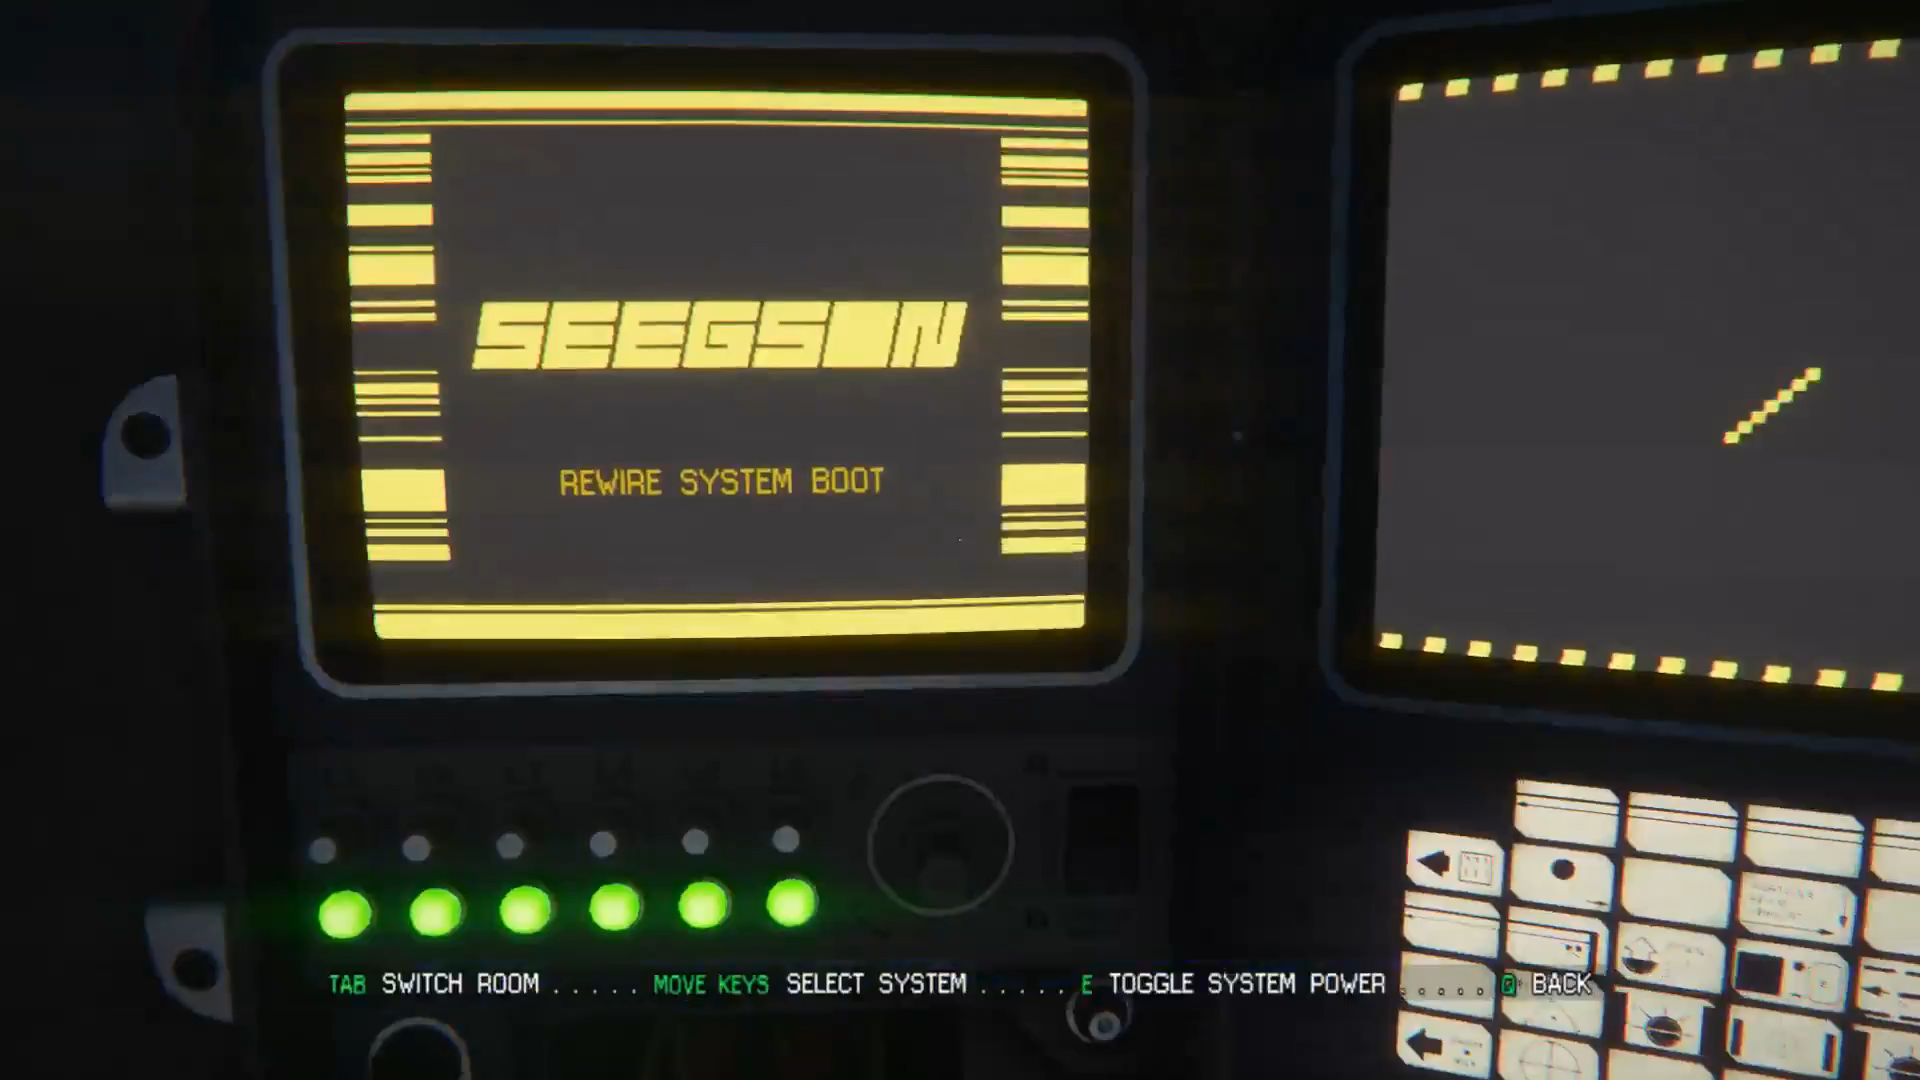 SEEGSON
REWIRE SYSTEM BOOT
TAB SWITCH ROOM ..... MOVE KEYS SELECT SYSTEM ..... E TOGGLE SYSTEM POWER ..... Q BACK